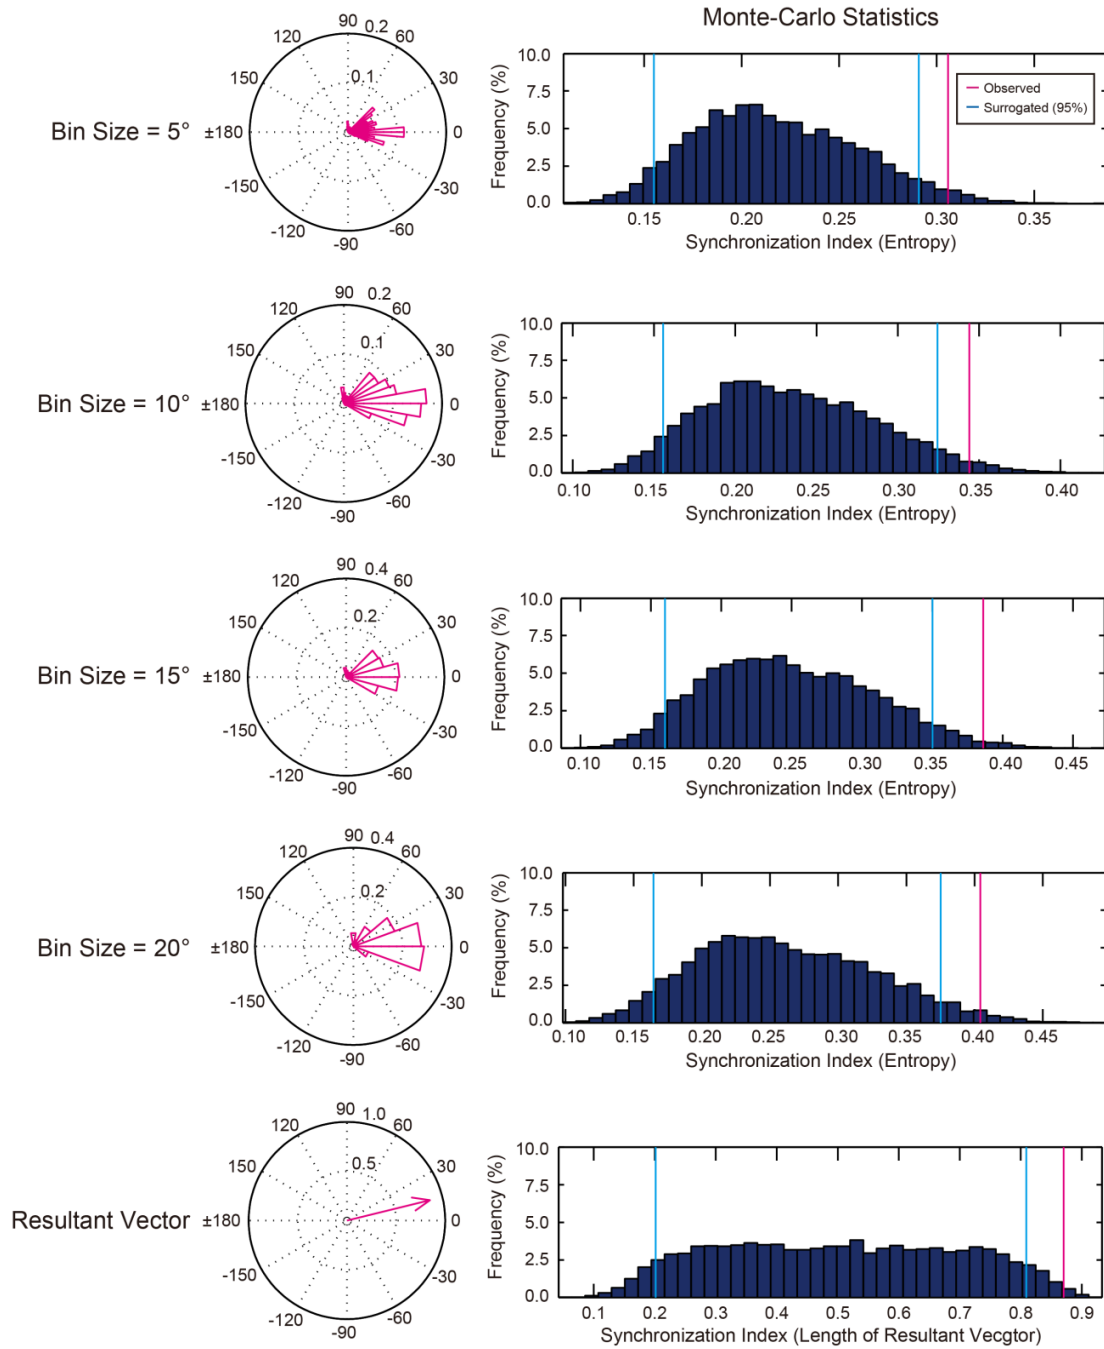 Monte-Carlo Statistics
Bin Size = 5°
90 0.2
120 60
0.1
150 30
±180 0
-150 -30
-120 -60
-90
10.0
7.5
5.0
2.5
0.0
Frequency (%)
Observed
Surrogated (95%)
0.15 0.20 0.25 0.30 0.35
Synchronization Index (Entropy)
Bin Size = 10°
90 0.2
120 60
0.1
150 30
±180 0
-150 -30
-120 -60
-90
10.0
7.5
5.0
2.5
0.0
Frequency (%)
0.10 0.15 0.20 0.25 0.30 0.35 0.40
Synchronization Index (Entropy)
Bin Size = 15°
90 0.4
120 60
0.2
150 30
±180 0
-150 -30
-120 -60
-90
10.0
7.5
5.0
2.5
0.0
Frequency (%)
0.10 0.15 0.20 0.25 0.30 0.35 0.40 0.45
Synchronization Index (Entropy)
Bin Size = 20°
90 0.4
120 60
0.2
150 30
±180 0
-150 -30
-120 -60
-90
10.0
7.5
5.0
2.5
0.0
Frequency (%)
0.10 0.15 0.20 0.25 0.30 0.35 0.40 0.45
Synchronization Index (Entropy)
Resultant Vector
90 1.0
120 60
0.5
150 30
±180 0
-150 -30
-120 -60
-90
10.0
7.5
5.0
2.5
0.0
Frequency (%)
0.1 0.2 0.3 0.4 0.5 0.6 0.7 0.8 0.9
Synchronization Index (Length of Resultant Vecgtor)